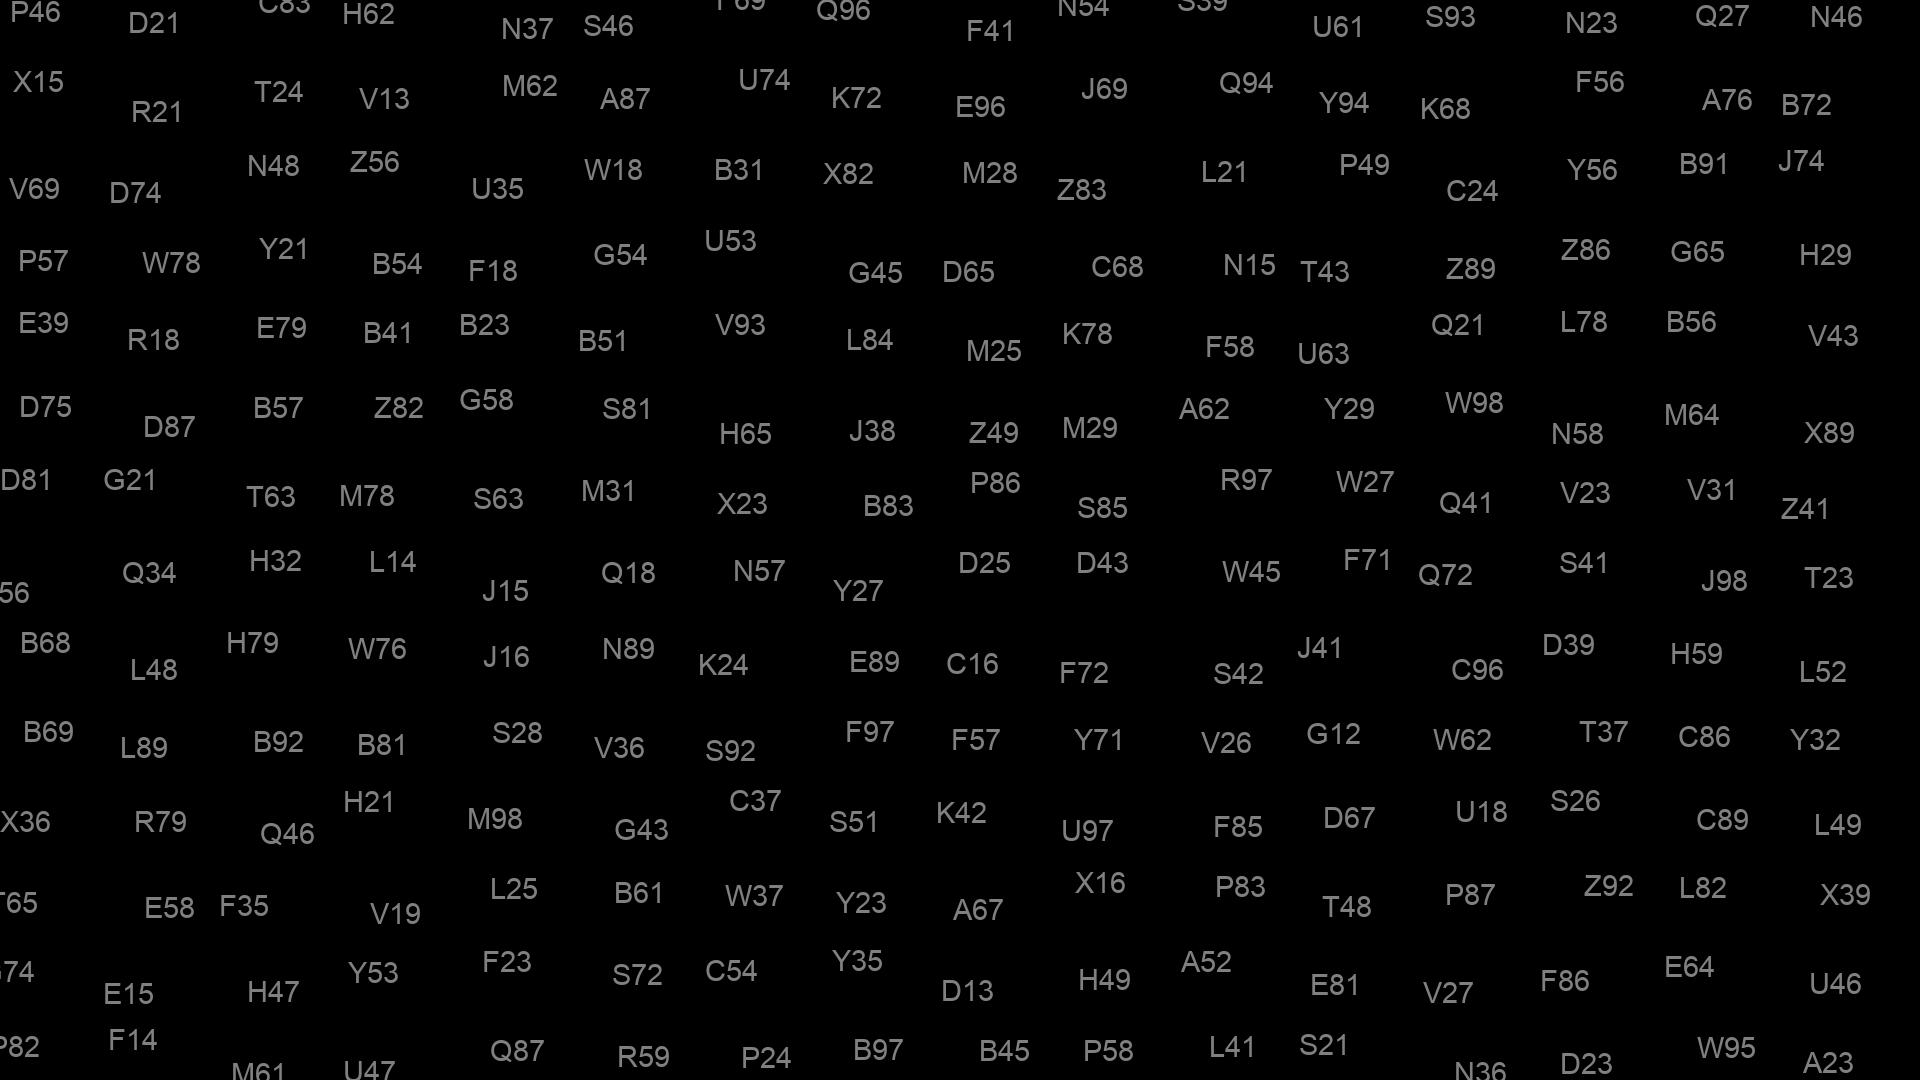 P46 D21 C83 H62 N37 S46 F69 Q96 F41 N54 S39 U61 S93 N23 Q27 N46
X15 R21 T24 V13 M62 A87 U74 K72 E96 J69 Q94 Y94 K68 F56 A76 B72
V69 D74 N48 Z56 U35 W18 B31 X82 M28 Z83 L21 P49 C24 Y56 B91 J74
P57 W78 Y21 B54 F18 G54 U53 G45 D65 C68 N15 T43 Z89 Z86 G65 H29
E39 R18 E79 B41 B23 B51 V93 L84 M25 K78 F58 U63 Q21 L78 B56 V43
D75 D87 B57 Z82 G58 S81 H65 J38 Z49 M29 A62 Y29 W98 N58 M64 X89
D81 G21 T63 M78 S63 M31 X23 B83 P86 S85 R97 W27 Q41 V23 V31 Z41
56 Q34 H32 L14 J15 Q18 N57 Y27 D25 D43 W45 F71 Q72 S41 J98 T23
B68 L48 H79 W76 J16 N89 K24 E89 C16 F72 S42 J41 C96 D39 H59 L52
B69 L89 B92 B81 S28 V36 S92 F97 F57 Y71 V26 G12 W62 T37 C86 Y32
X36 R79 Q46 H21 M98 G43 C37 S51 K42 U97 F85 D67 U18 S26 C89 L49
T65 E58 F35 V19 L25 B61 W37 Y23 A67 X16 P83 T48 P87 Z92 L82 X39
74 E15 H47 Y53 F23 S72 C54 Y35 D13 H49 A52 E81 V27 F86 E64 U46
P82 F14 M61 U47 Q87 R59 P24 B97 B45 P58 L41 S21 N36 D23 W95 A23